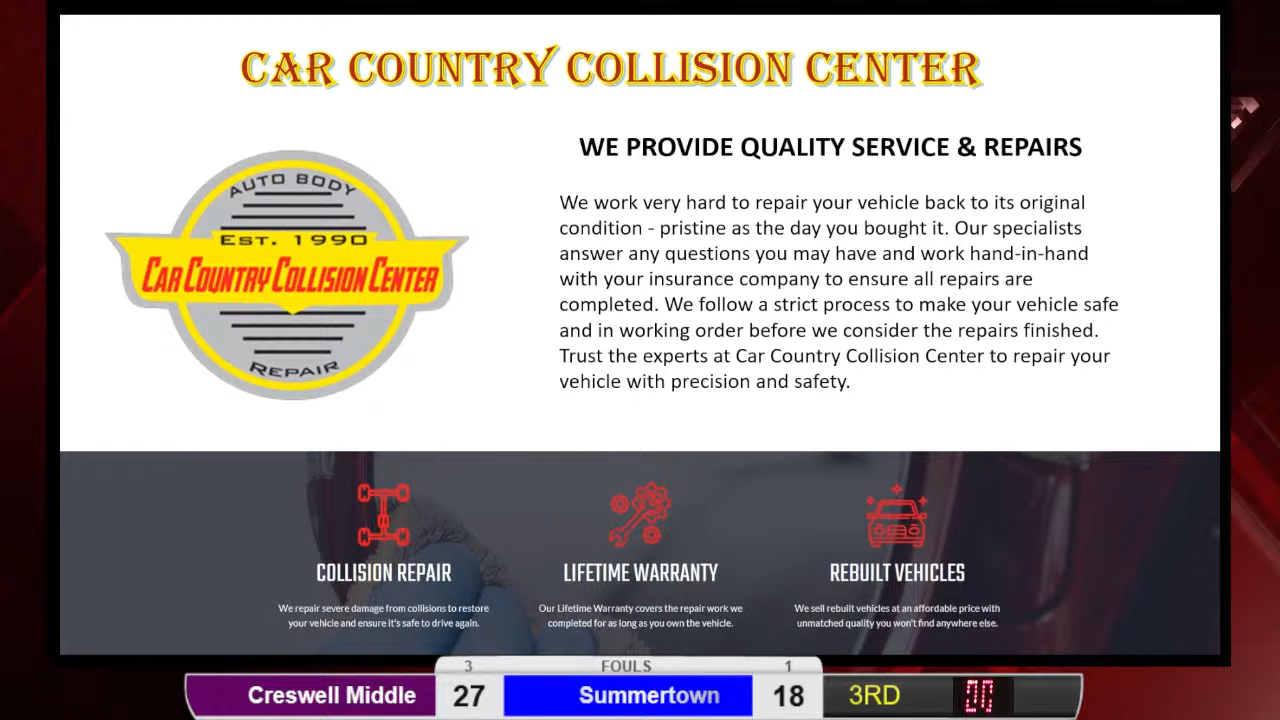 CAR COUNTRY COLLISION CENTER
WE PROVIDE QUALITY SERVICE & REPAIRS
AUTO BODY
EST. 1990
CAR COUNTRY COLLISION CENTER
REPAIR
We work very hard to repair your vehicle back to its original
condition - pristine as the day you bought it. Our specialists
answer any questions you may have and work hand-in-hand
with your insurance company to ensure all repairs are
completed. We follow a strict process to make your vehicle safe
and in working order before we consider the repairs finished.
Trust the experts at Car Country Collision Center to repair your
vehicle with precision and safety.
COLLISION REPAIR
We repair severe damage from collisions to restore
your vehicle and ensure it's safe to drive again.
LIFETIME WARRANTY
Our Lifetime Warranty covers the repair work we
completed for as long as you own the vehicle.
REBUILT VEHICLES
We sell rebuilt vehicles at an affordable price with
unmatched quality you won't find anywhere else.
3 FOULS 1
Creswell Middle 27 Summertown 18 3RD